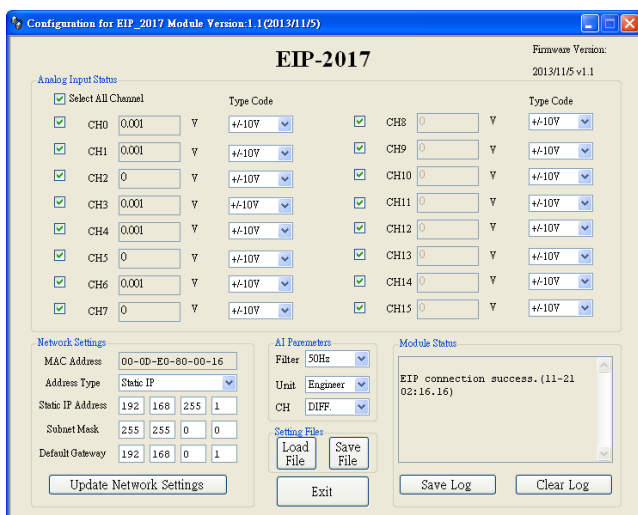 Configuration for EIP_2017 Module Version:1.1(2013/11/5)
EIP-2017
Firmware Version:
2013/11/5 v1.1
Analog Input Status
Select All Channel Type Code Type Code
CH0 0.001 V +/-10V CH8 0 V +/-10V
CH1 0.001 V +/-10V CH9 0 V +/-10V
CH2 0 V +/-10V CH10 0 V +/-10V
CH3 0.001 V +/-10V CH11 0 V +/-10V
CH4 0.001 V +/-10V CH12 0 V +/-10V
CH5 0 V +/-10V CH13 0 V +/-10V
CH6 0.001 V +/-10V CH14 0 V +/-10V
CH7 0 V +/-10V CH15 0 V +/-10V
Network Settings
MAC Address 00-0D-E0-80-00-16
Address Type Static IP
Static IP Address 192 168 255 1
Subnet Mask 255 255 0 0
Default Gateway 192 168 0 1
Update Network Settings
AI Paremeters
Filter 50Hz
Unit Engineer
CH DIFF.
Setting Files
Load File
Save File
Exit
Module Status
EIP connection success.(11-21
02:16.16)
Save Log
Clear Log